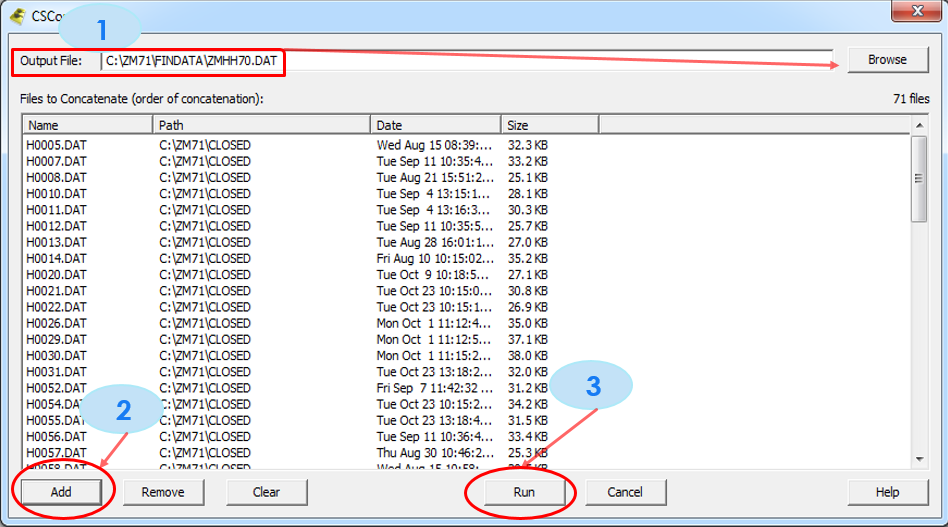 CSCo
1
Output File: C:\ZM71\FINDATA\ZMHH70.DAT Browse
Files to Concatenate (order of concatenation): 71 files
Name Path Date Size
H0005.DAT C:\ZM71\CLOSED Wed Aug 15 08:39:... 32.3 KB
H0007.DAT C:\ZM71\CLOSED Tue Sep 11 10:35:4... 33.2 KB
H0008.DAT C:\ZM71\CLOSED Tue Aug 21 15:51:2... 25.1 KB
H0010.DAT C:\ZM71\CLOSED Tue Sep 4 13:15:1... 28.1 KB
H0011.DAT C:\ZM71\CLOSED Tue Sep 4 13:16:3... 30.3 KB
H0012.DAT C:\ZM71\CLOSED Tue Sep 11 10:35:5... 25.7 KB
H0013.DAT C:\ZM71\CLOSED Tue Aug 28 16:01:1... 27.0 KB
H0014.DAT C:\ZM71\CLOSED Fri Aug 10 10:15:02... 35.2 KB
H0020.DAT C:\ZM71\CLOSED Tue Oct 9 10:18:5... 27.1 KB
H0021.DAT C:\ZM71\CLOSED Tue Oct 23 10:15:0... 30.8 KB
H0022.DAT C:\ZM71\CLOSED Tue Oct 23 10:15:1... 26.9 KB
H0026.DAT C:\ZM71\CLOSED Mon Oct 1 11:12:4... 35.0 KB
H0029.DAT C:\ZM71\CLOSED Mon Oct 1 11:12:5... 37.1 KB
H0030.DAT C:\ZM71\CLOSED Mon Oct 1 11:15:2... 38.0 KB
H0031.DAT C:\ZM71\CLOSED Tue Oct 23 13:18:2... 32.0 KB
H0052.DAT C:\ZM71\CLOSED Fri Sep 7 11:42:32 ... 31.2 KB
H0054.DAT C:\ZM71\CLOSED Tue Oct 23 10:15:2... 34.2 KB
H0055.DAT C:\ZM71\CLOSED Tue Oct 23 13:18:4... 31.5 KB
H0056.DAT C:\ZM71\CLOSED Tue Sep 11 10:36:4... 33.4 KB
H0057.DAT C:\ZM71\CLOSED Thu Aug 30 10:46:2... 25.3 KB
H0058.DAT C:\ZM71\CLOSED Wed Aug 15 10:58:...
2
3
Add Remove Clear Run Cancel Help